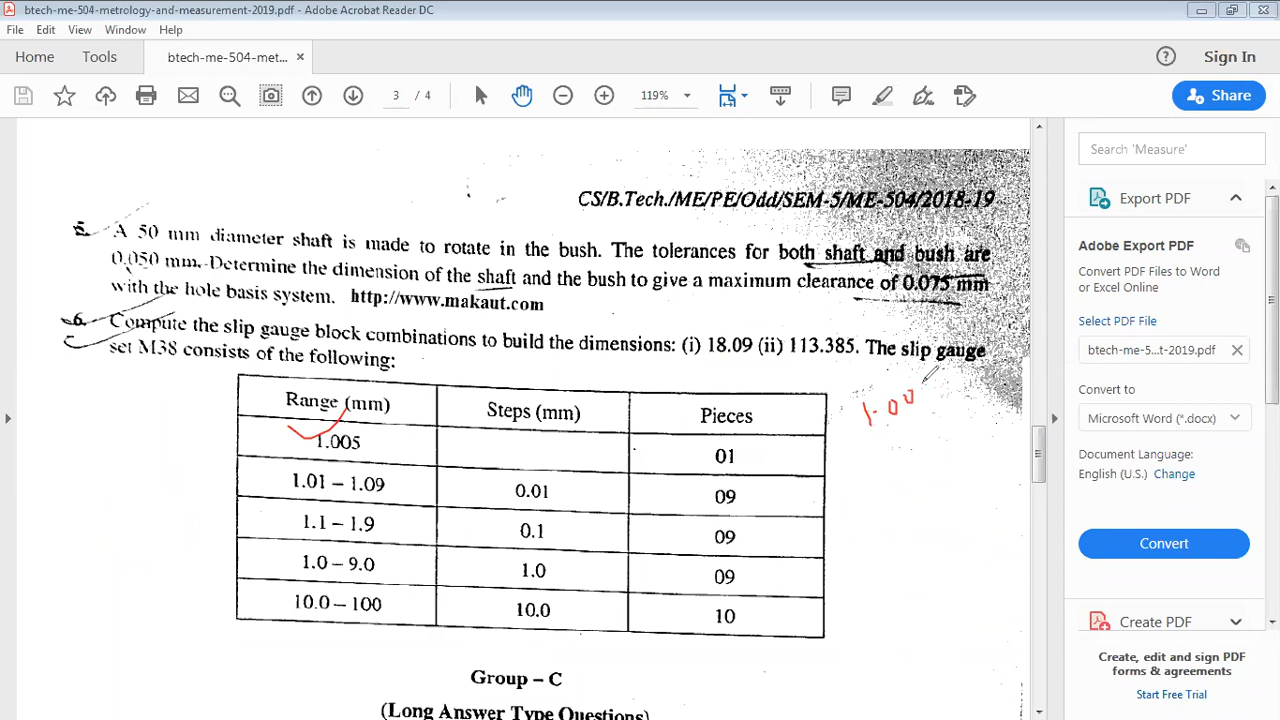 btech-me-504-metrology-and-measurement-2019.pdf - Adobe Acrobat Reader DC
File Edit View Window Help
Home Tools btech-me-504-met... × Sign In
3 / 4 119% Share
CS/B.Tech./ME/PE/Odd/SEM-5/ME-504/2018-19
5. A 50 mm diameter shaft is made to rotate in the bush. The tolerances for both shaft and bush are
0.050 mm. Determine the dimension of the shaft and the bush to give a maximum clearance of 0.075 mm
with the hole basis system. http://www.makaut.com
6. Compute the slip gauge block combinations to build the dimensions: (i) 18.09 (ii) 113.385. The slip gauge
set M38 consists of the following:
Range (mm) Steps (mm) Pieces
1.005 01
1.01 – 1.09 0.01 09
1.1 – 1.9 0.1 09
1.0 – 9.0 1.0 09
10.0 – 100 10.0 10
1.00
Group – C
(Long Answer Type Questions)
Search 'Measure'
Export PDF
Adobe Export PDF
Convert PDF Files to Word
or Excel Online
Select PDF File
btech-me-5...t-2019.pdf ×
Convert to
Microsoft Word (*.docx)
Document Language:
English (U.S.) Change
Convert
Create PDF
Create, edit and sign PDF
forms & agreements
Start Free Trial